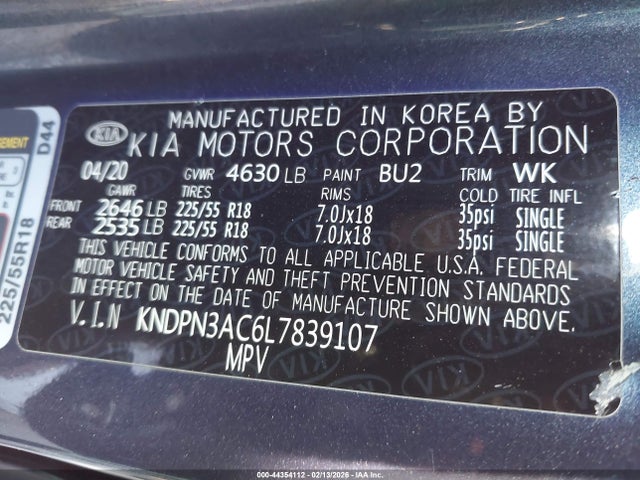 MANUFACTURED IN KOREA BY
KIA KIA MOTORS CORPORATION
04/20 GVWR 4630 LB PAINT BU2 TRIM WK
GAWR TIRES RIMS COLD TIRE INFL
FRONT 2646 LB 225/55 R18 7.0Jx18 35psi SINGLE
REAR 2535 LB 225/55 R18 7.0Jx18 35psi SINGLE
THIS VEHICLE CONFORMS TO ALL APPLICABLE U.S.A. FEDERAL
MOTOR VEHICLE SAFETY AND THEFT PREVENTION STANDARDS
IN EFFECT ON THE DATE OF MANUFACTURE SHOWN ABOVE.
V.I.N KNDPN3AC6L7839107
MPV
D44
225/55R18
000-44354112 - 02/13/2026 - IAAI.COM